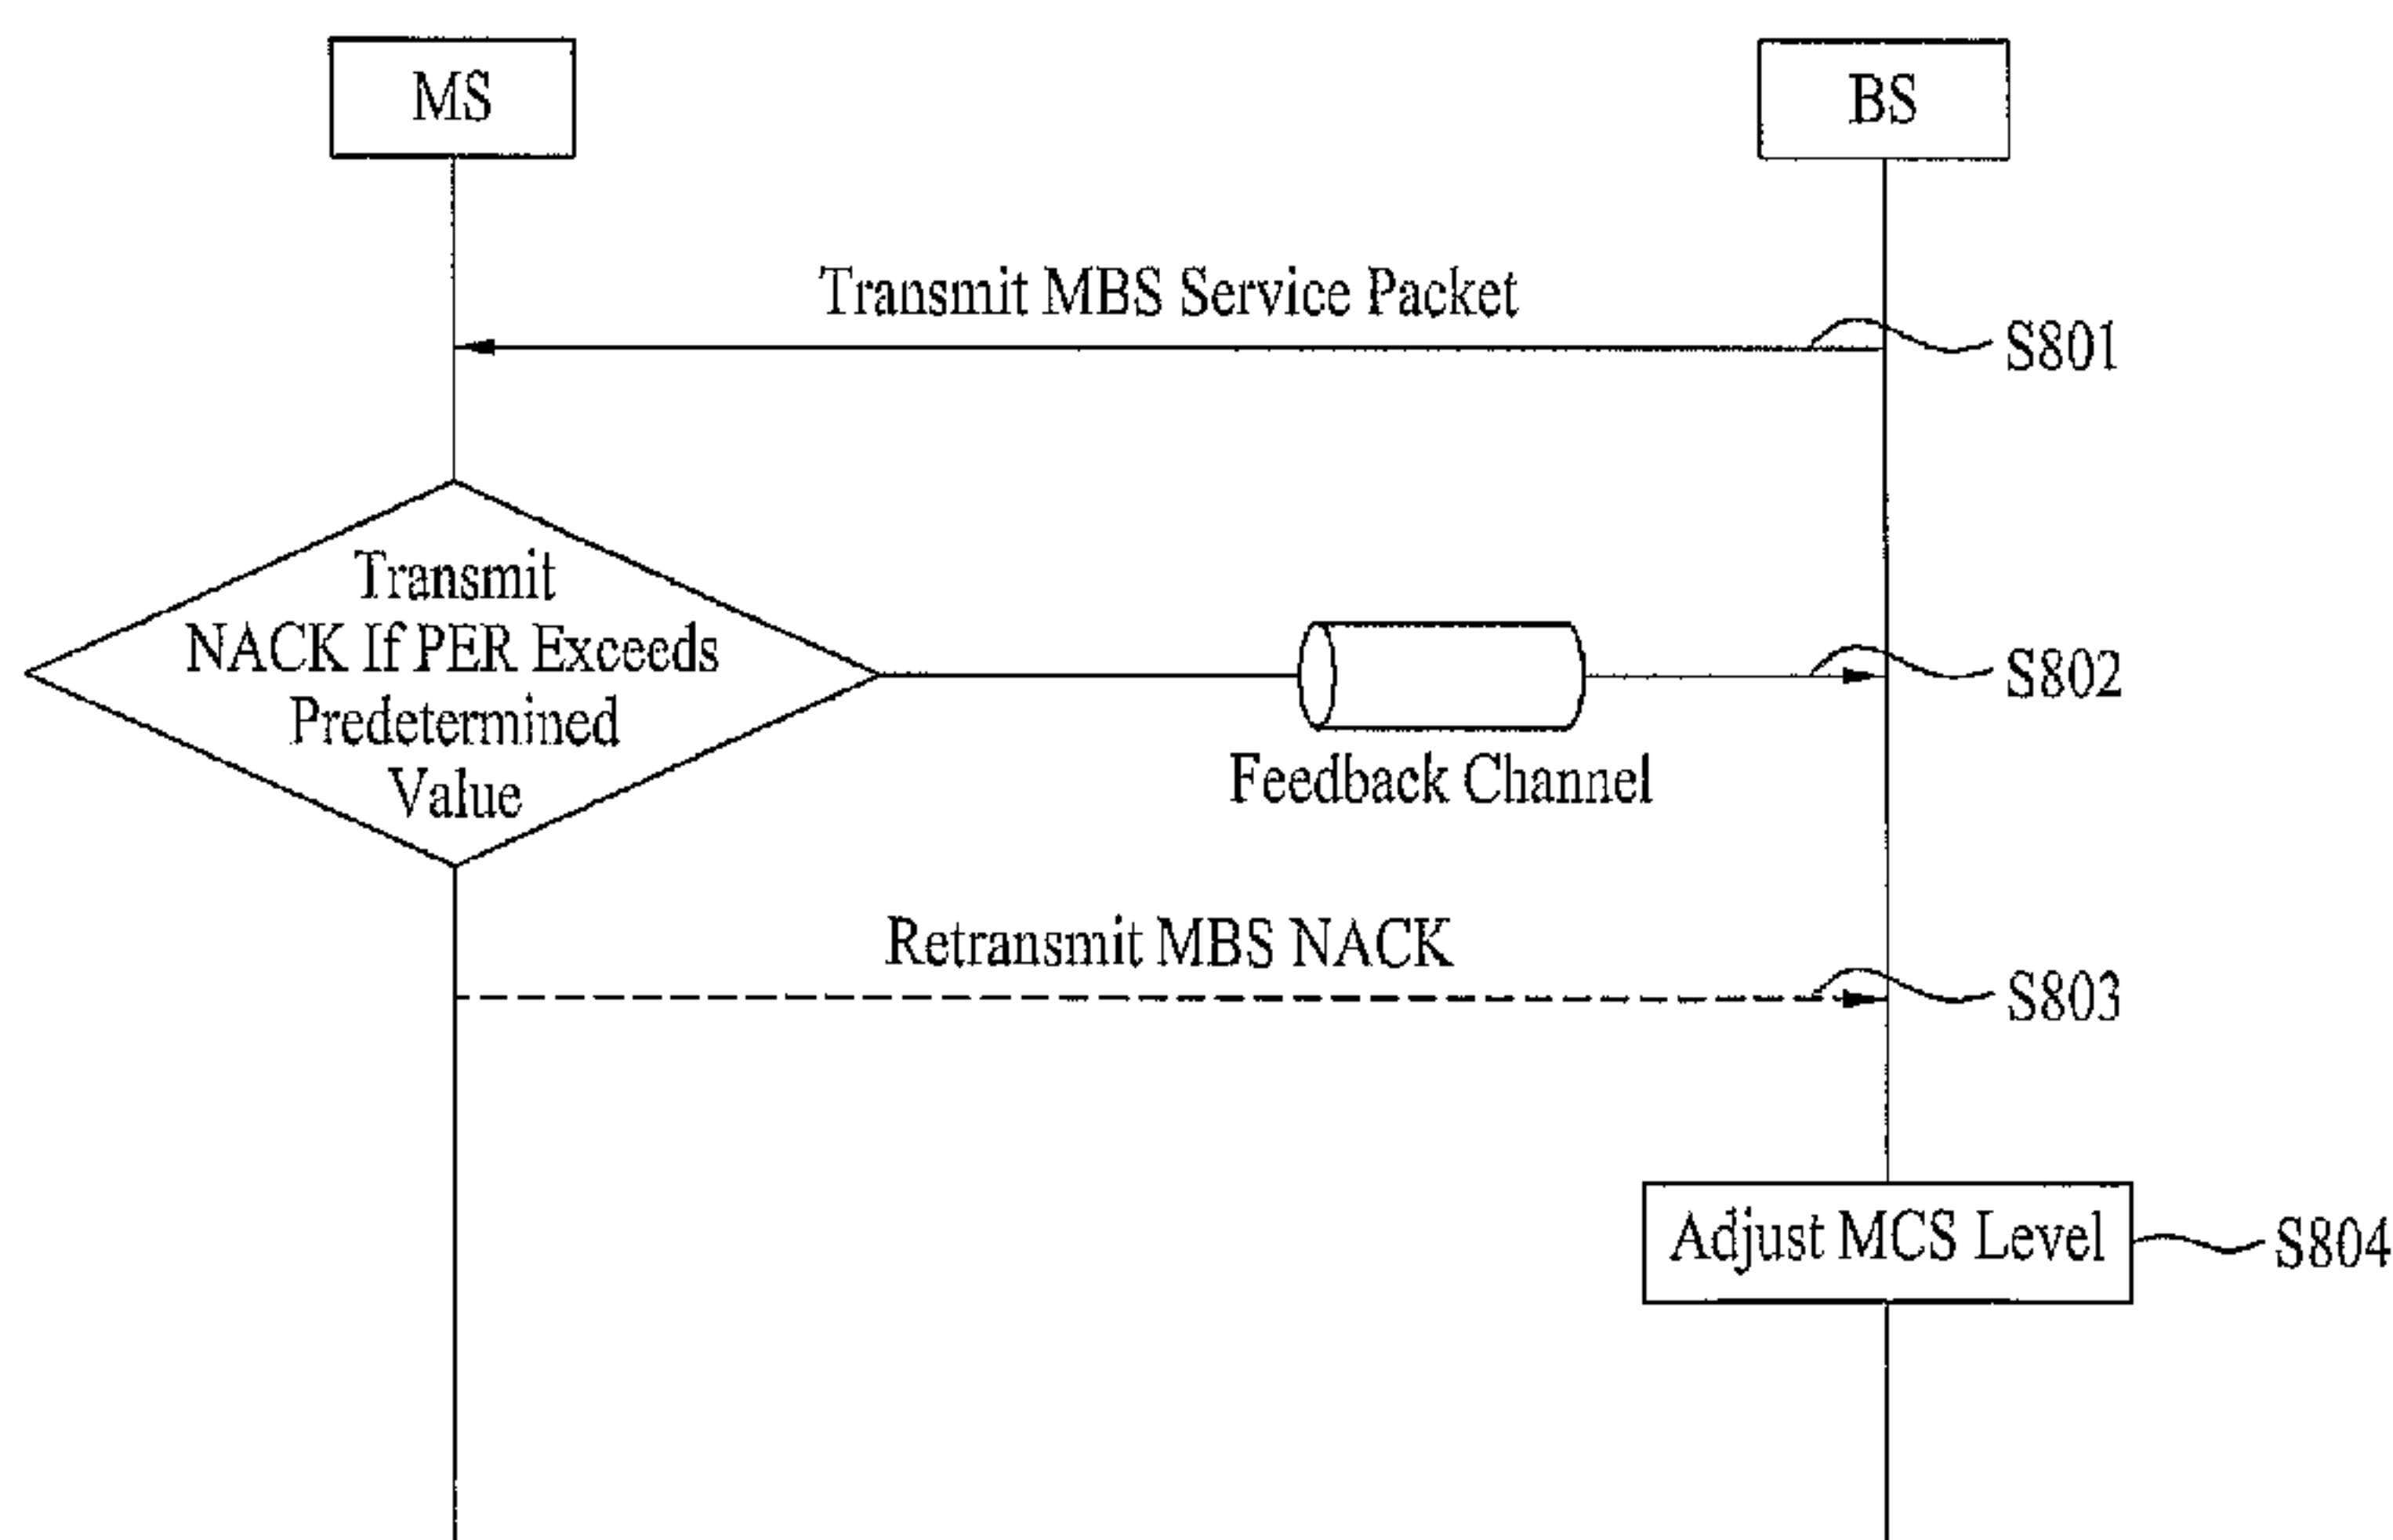 MS
BS
Transmit MBS Service Packet
S801
Transmit
NACK If PER Exceeds
Predetermined
Value
S802
Feedback Channel
Retransmit MBS NACK
S803
Adjust MCS Level
S804